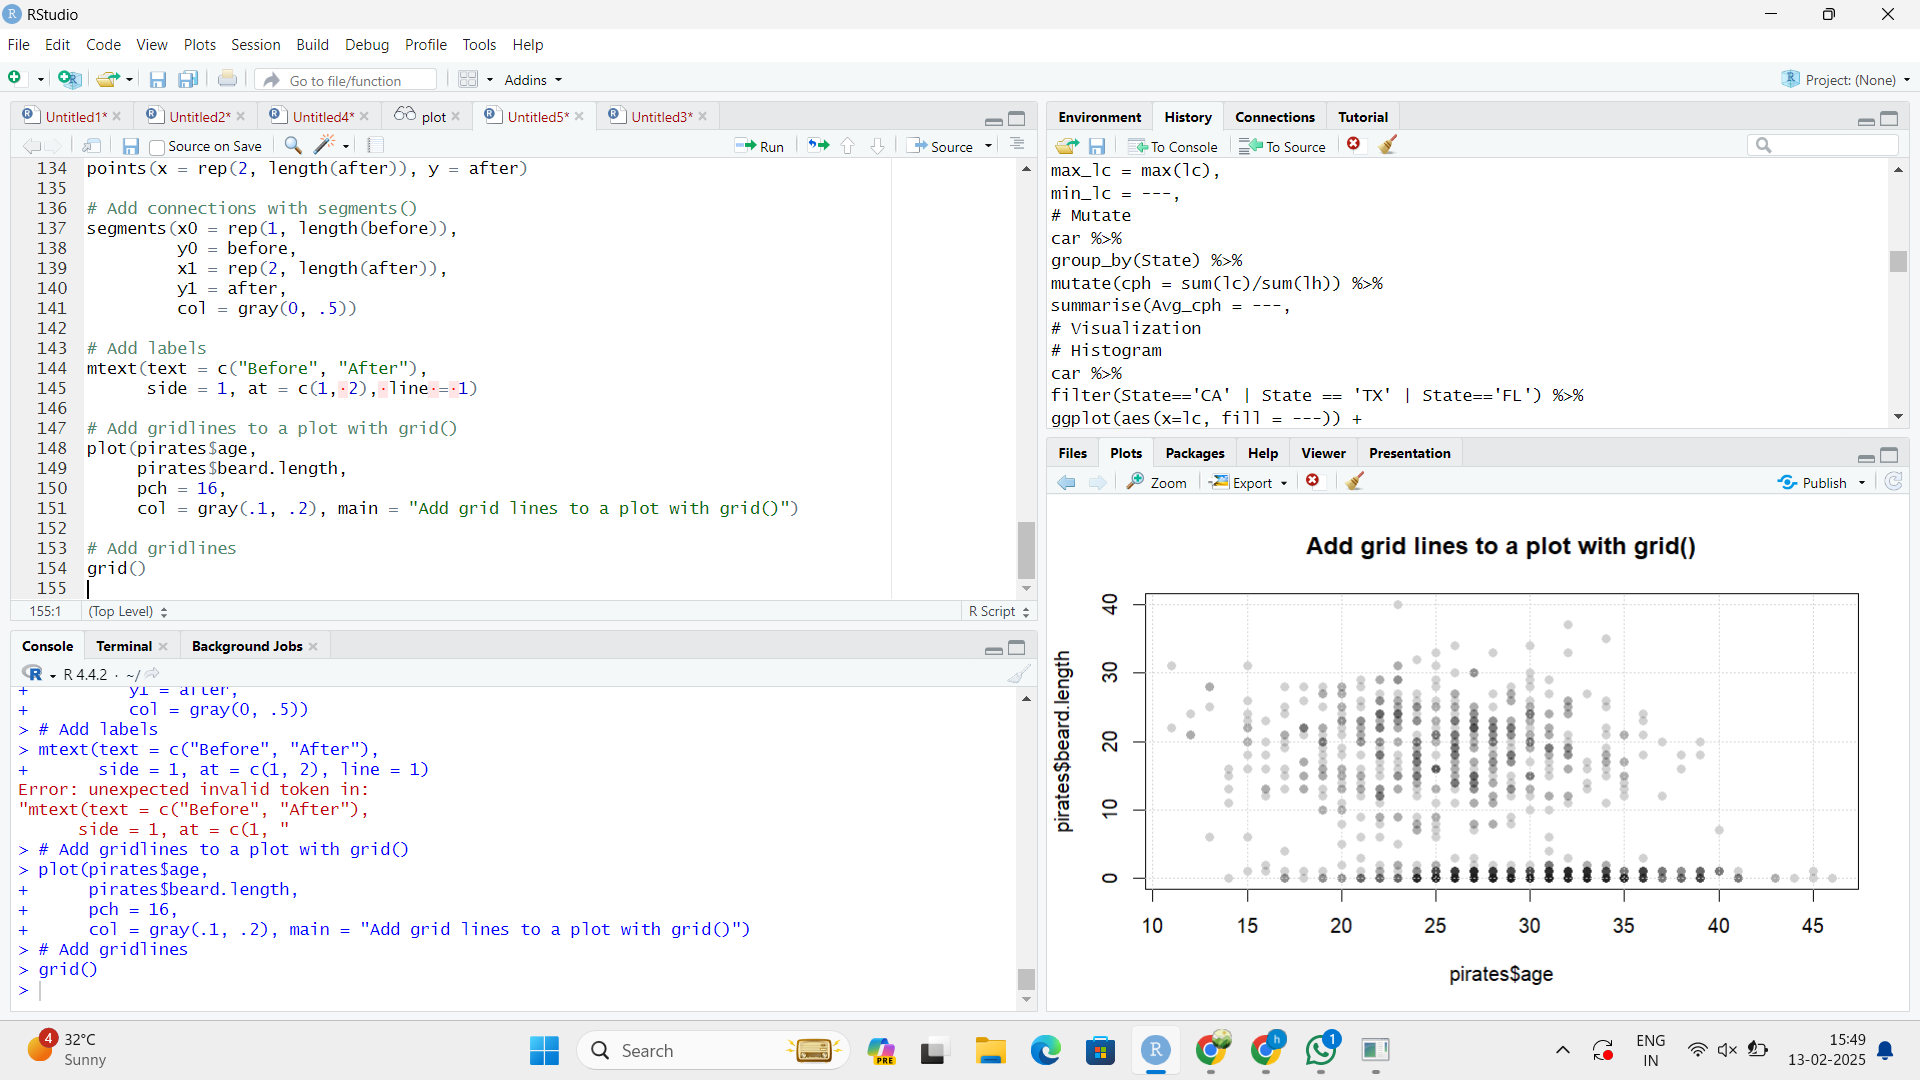 RStudio
File Edit Code View Plots Session Build Debug Profile Tools Help
Go to file/function Addins Project: (None)
Untitled1* Untitled2* Untitled4* plot Untitled5* Untitled3*
Source on Save Run Source
134 points(x = rep(2, length(after)), y = after)
135
136 # Add connections with segments()
137 segments(x0 = rep(1, length(before)),
138 y0 = before,
139 x1 = rep(2, length(after)),
140 y1 = after,
141 col = gray(0, .5))
142
143 # Add labels
144 mtext(text = c("Before", "After"),
145 side = 1, at = c(1, 2), line = 1)
146
147 # Add gridlines to a plot with grid()
148 plot(pirates$age,
149 pirates$beard.length,
150 pch = 16,
151 col = gray(.1, .2), main = "Add grid lines to a plot with grid()")
152
153 # Add gridlines
154 grid()
155
155:1 (Top Level) R Script
Console Terminal Background Jobs
R 4.4.2 · ~/
+ y1 = after,
+ col = gray(0, .5))
> # Add labels
> mtext(text = c("Before", "After"),
+ side = 1, at = c(1, 2), line = 1)
Error: unexpected invalid token in:
"mtext(text = c("Before", "After"),
side = 1, at = c(1, "
> # Add gridlines to a plot with grid()
> plot(pirates$age,
+ pirates$beard.length,
+ pch = 16,
+ col = gray(.1, .2), main = "Add grid lines to a plot with grid()")
> # Add gridlines
> grid()
>
Environment History Connections Tutorial
To Console To Source
max_lc = max(lc),
min_lc = ---,
# Mutate
car %>%
group_by(State) %>%
mutate(cph = sum(lc)/sum(lh)) %>%
summarise(Avg_cph = ---,
# Visualization
# Histogram
car %>%
filter(State=='CA' | State == 'TX' | State=='FL') %>%
ggplot(aes(x=lc, fill = ---)) +
Files Plots Packages Help Viewer Presentation
Zoom Export Publish
Add grid lines to a plot with grid()
pirates$beard.length
40
30
20
10
0
10 15 20 25 30 35 40 45
pirates$age
4 32°C
Sunny
Search
PRE
h
1
ENG
IN
15:49
13-02-2025